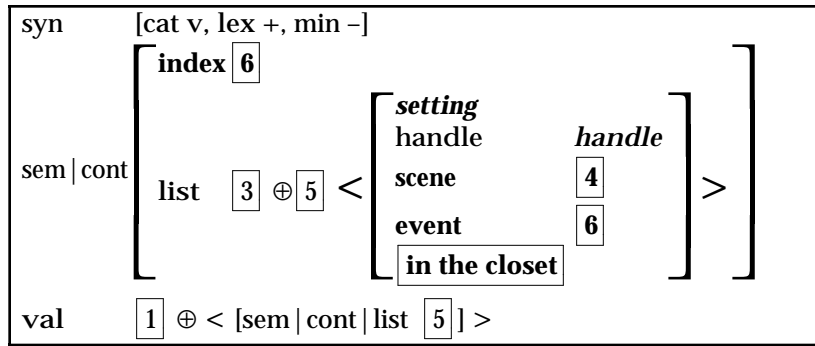 syn [cat v, lex +, min –]
index 6
setting
handle handle
sem|cont list 3 ⊕ 5 < scene 4 >
event 6
in the closet
val 1 ⊕ < [sem|cont|list 5 ] >